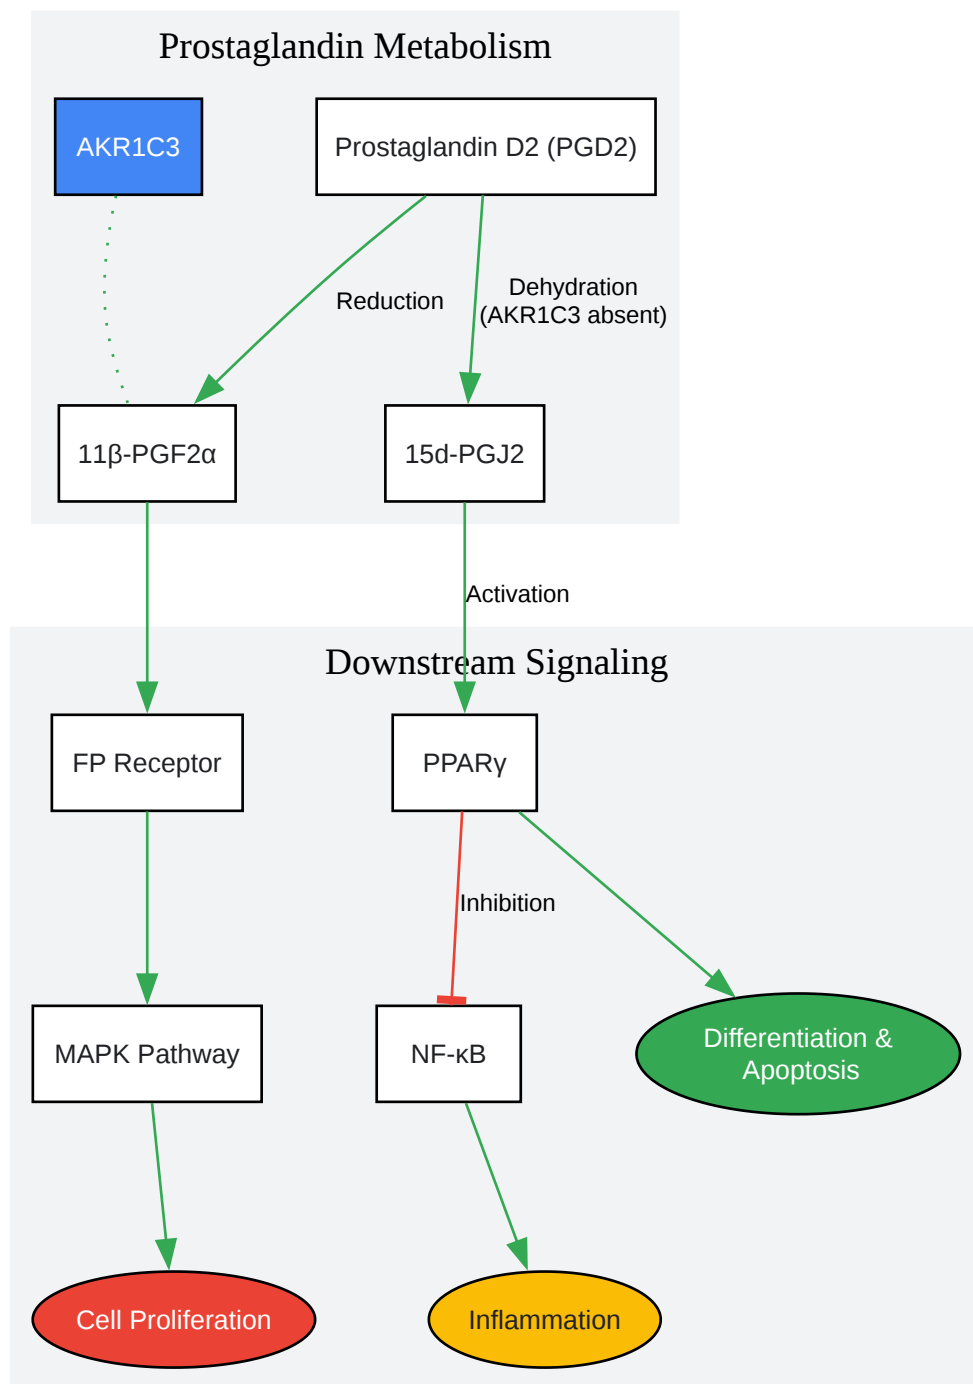 Prostaglandin Metabolism
AKR1C3
Prostaglandin D2 (PGD2)
Reduction
Dehydration
(AKR1C3 absent)
11β-PGF2α
15d-PGJ2
Activation
Downstream Signaling
FP Receptor
PPARγ
Inhibition
MAPK Pathway
NF-κB
Differentiation &
Apoptosis
Cell Proliferation
Inflammation